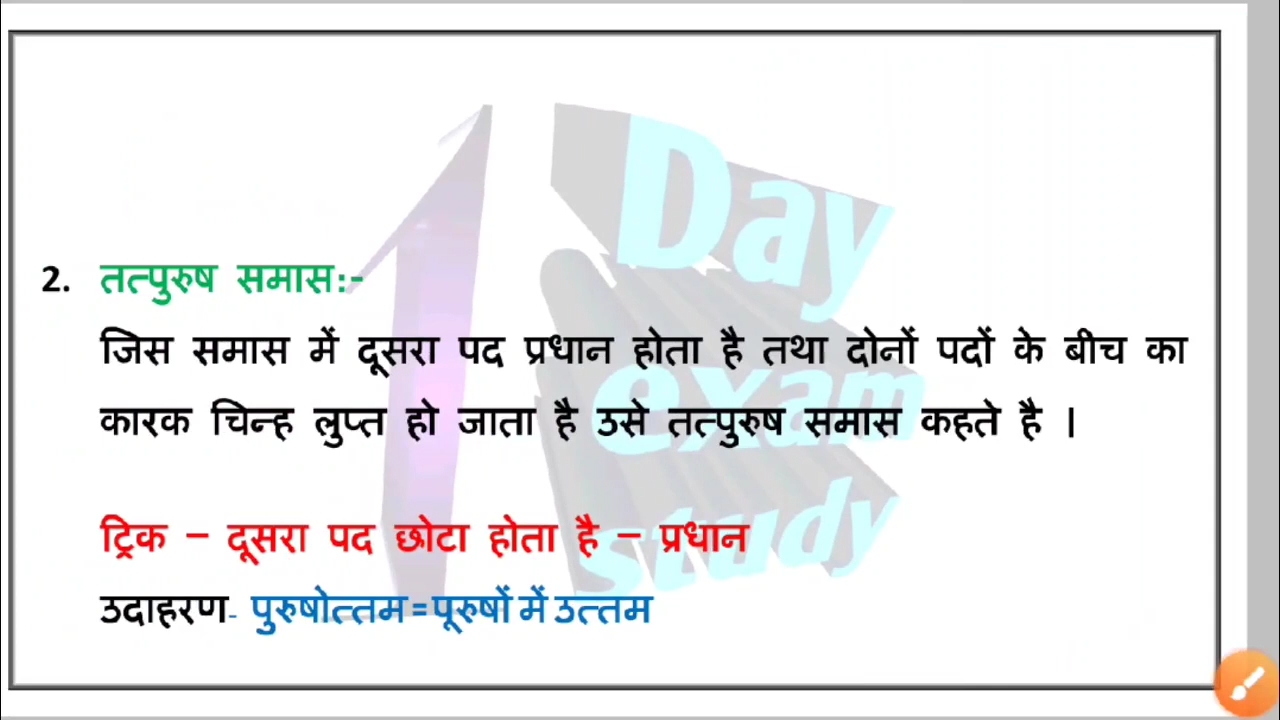 1 Day
exam
study
2. तत्पुरुष समास:-
जिस समास में दूसरा पद प्रधान होता है तथा दोनों पदों के बीच का
कारक चिन्ह लुप्त हो जाता है उसे तत्पुरुष समास कहते है ।
ट्रिक – दूसरा पद छोटा होता है – प्रधान
उदाहरण- पुरुषोत्तम=पूरुषों में उत्तम